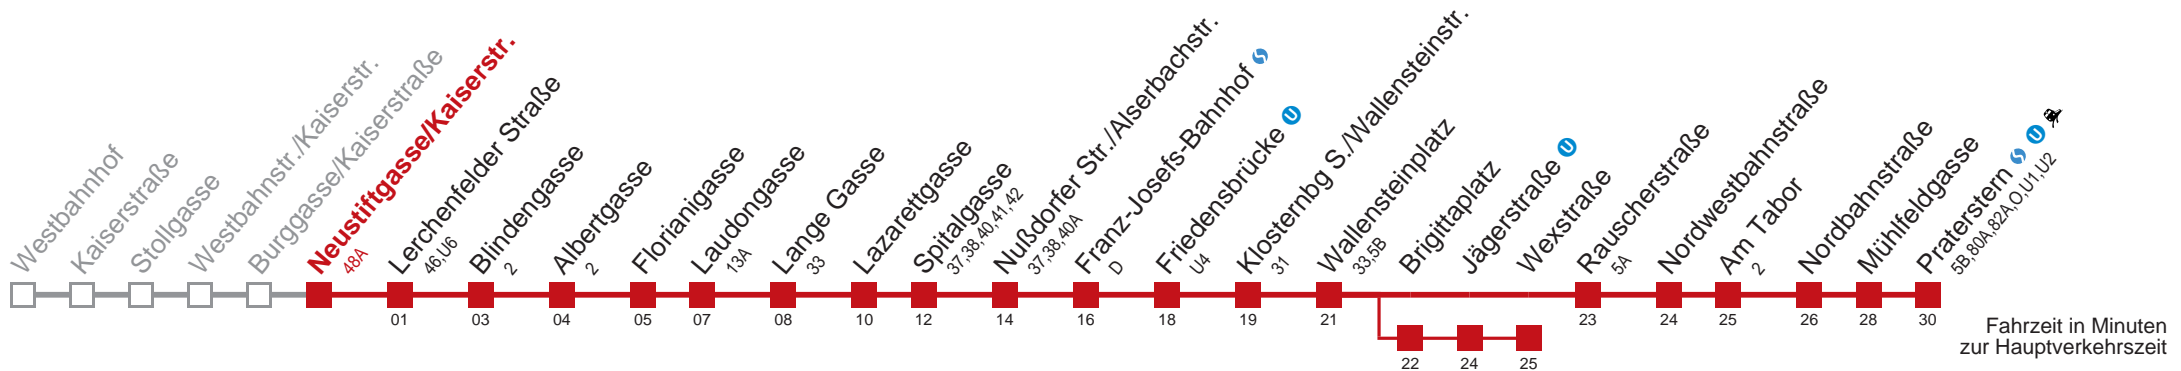 Westbahnhof
Kaiserstraße
Stollgasse
Westbahnstr./Kaiserstr.
Burggasse/Kaiserstraße
Neustiftgasse/Kaiserstr.
48A
Lerchenfelder Straße
46,U6
Blindengasse
2
Albertgasse
2
Florianigasse
Laudongasse
13A
Lange Gasse
33
Lazarettgasse
Spitalgasse
37,38,40,41,42
Nußdorfer Str./Alserbachstr.
37,38,40A
Franz-Josefs-Bahnhof S
D
Friedensbrücke U
U4
Klosternbg S./Wallensteinstr.
31
Wallensteinplatz
33,5B
Brigittaplatz
Jägerstraße U
Wexstraße
Rauscherstraße
5A
Nordwestbahnstraße
Am Tabor
2
Nordbahnstraße
Mühlfeldgasse
Praterstern S U
5B,80A,82A,O,U1,U2
01 03 04 05 07 08 10 12 14 16 18 19 21 23 24 25 26 28 30
22 24 25
Fahrzeit in Minuten
zur Hauptverkehrszeit